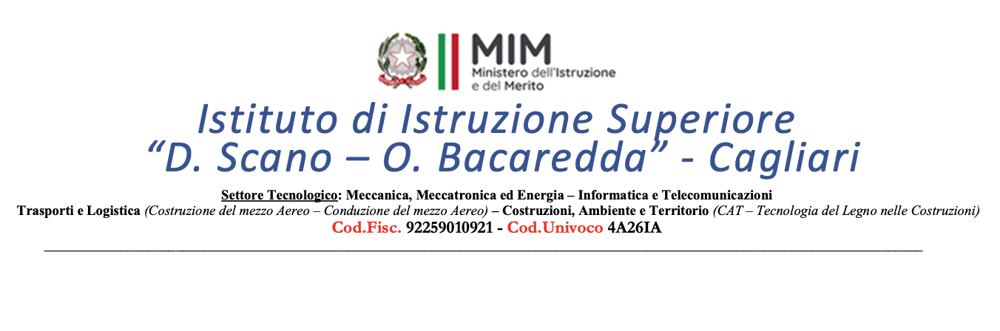 MIM
Ministero dell'Istruzione
e del Merito
Istituto di Istruzione Superiore
“D. Scano – O. Bacaredda” - Cagliari
Settore Tecnologico: Meccanica, Meccatronica ed Energia – Informatica e Telecomunicazioni
Trasporti e Logistica (Costruzione del mezzo Aereo – Conduzione del mezzo Aereo) – Costruzioni, Ambiente e Territorio (CAT – Tecnologia del Legno nelle Costruzioni)
Cod.Fisc. 92259010921 - Cod.Univoco 4A26IA